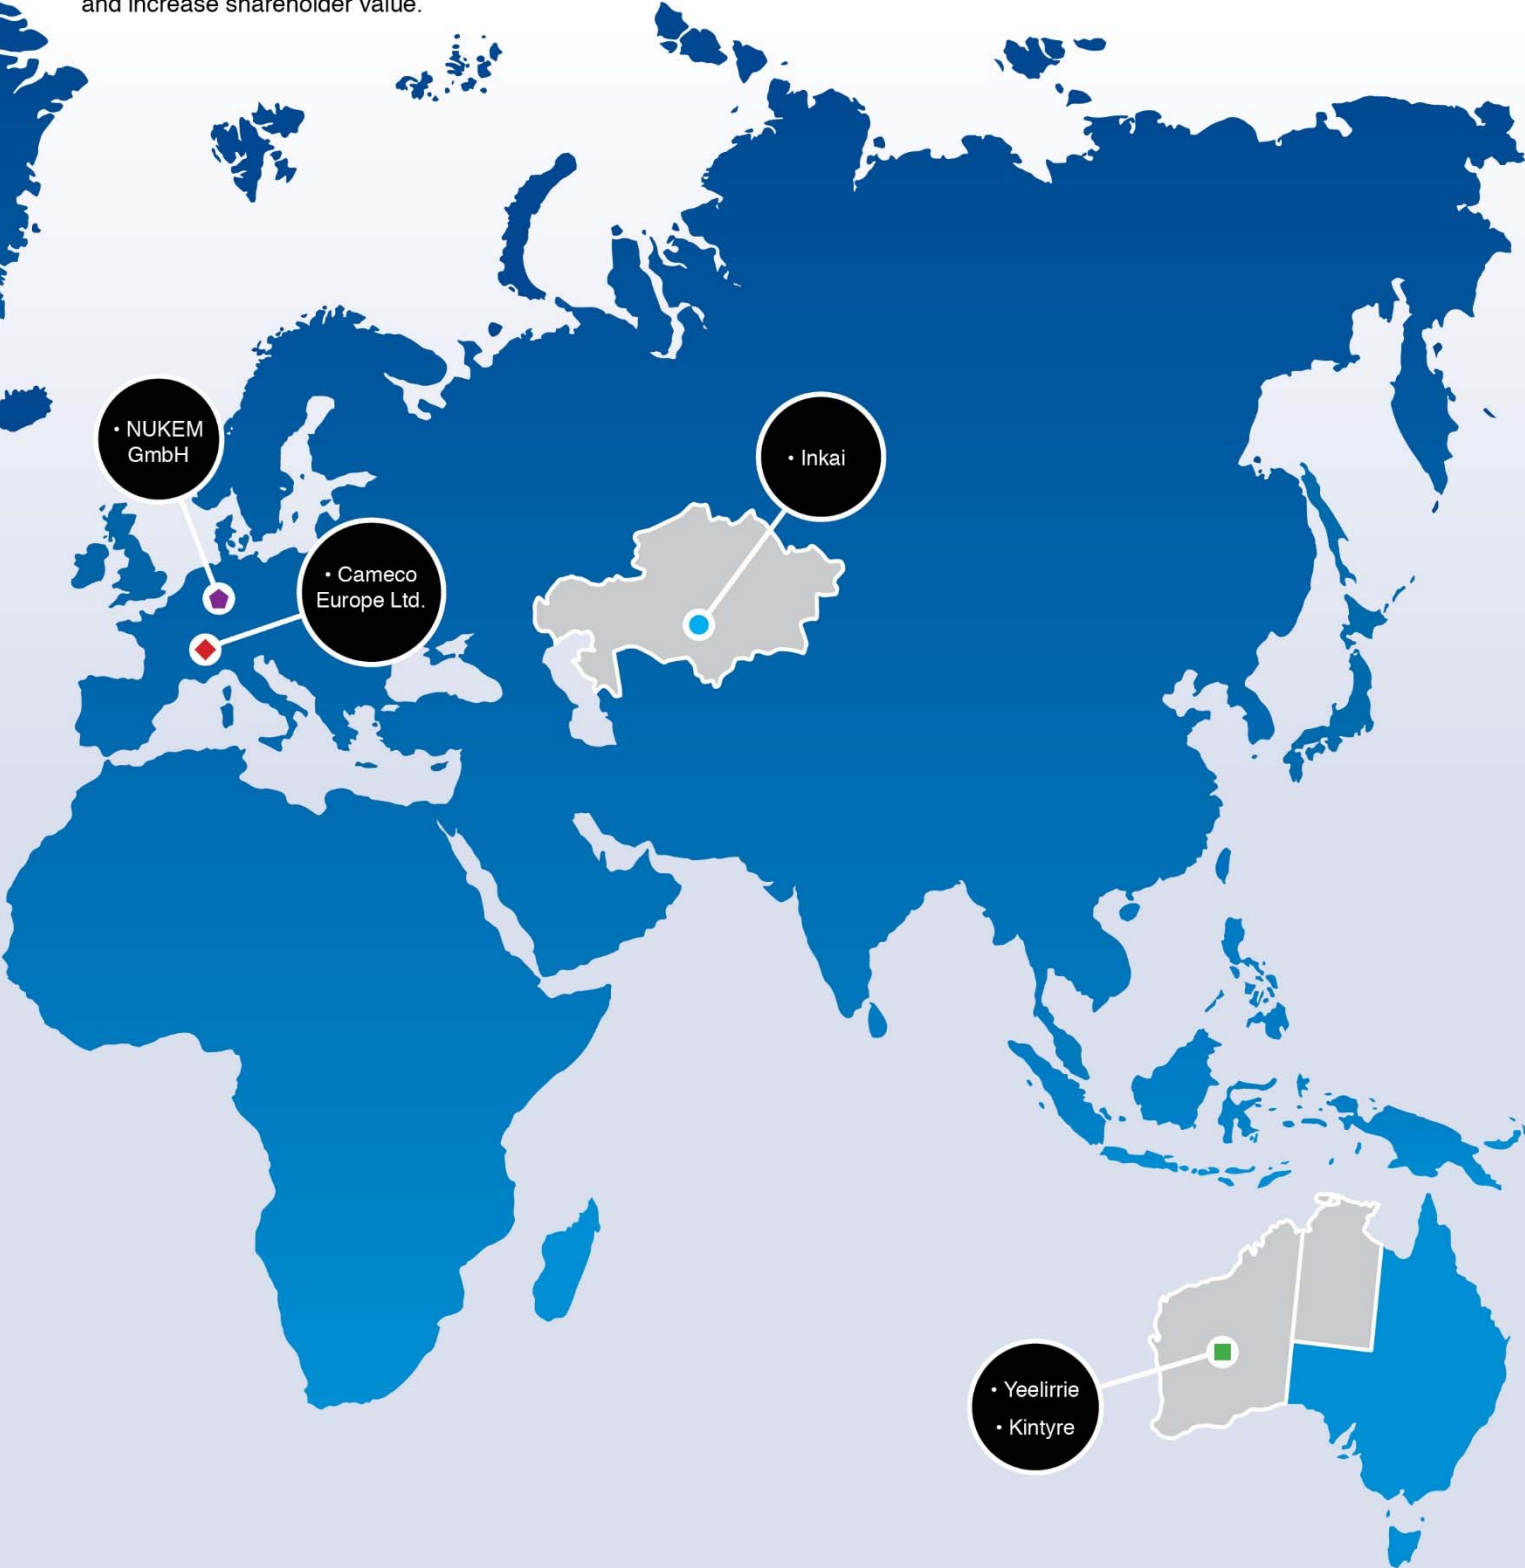 and increase shareholder value.
• NUKEM
GmbH
• Inkai
• Cameco
Europe Ltd.
• Yeelirrie
• Kintyre